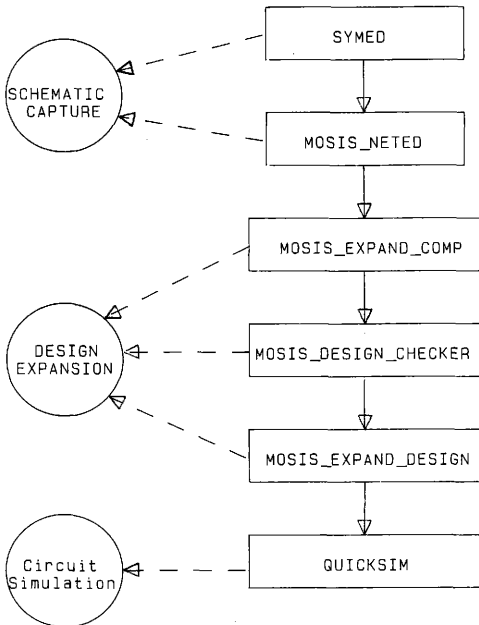 SYMED
SCHEMATIC
CAPTURE
MOSIS_NETED
MOSIS_EXPAND_COMP
DESIGN
EXPANSION
MOSIS_DESIGN_CHECKER
MOSIS_EXPAND_DESIGN
Circuit
Simulation
QUICKSIM